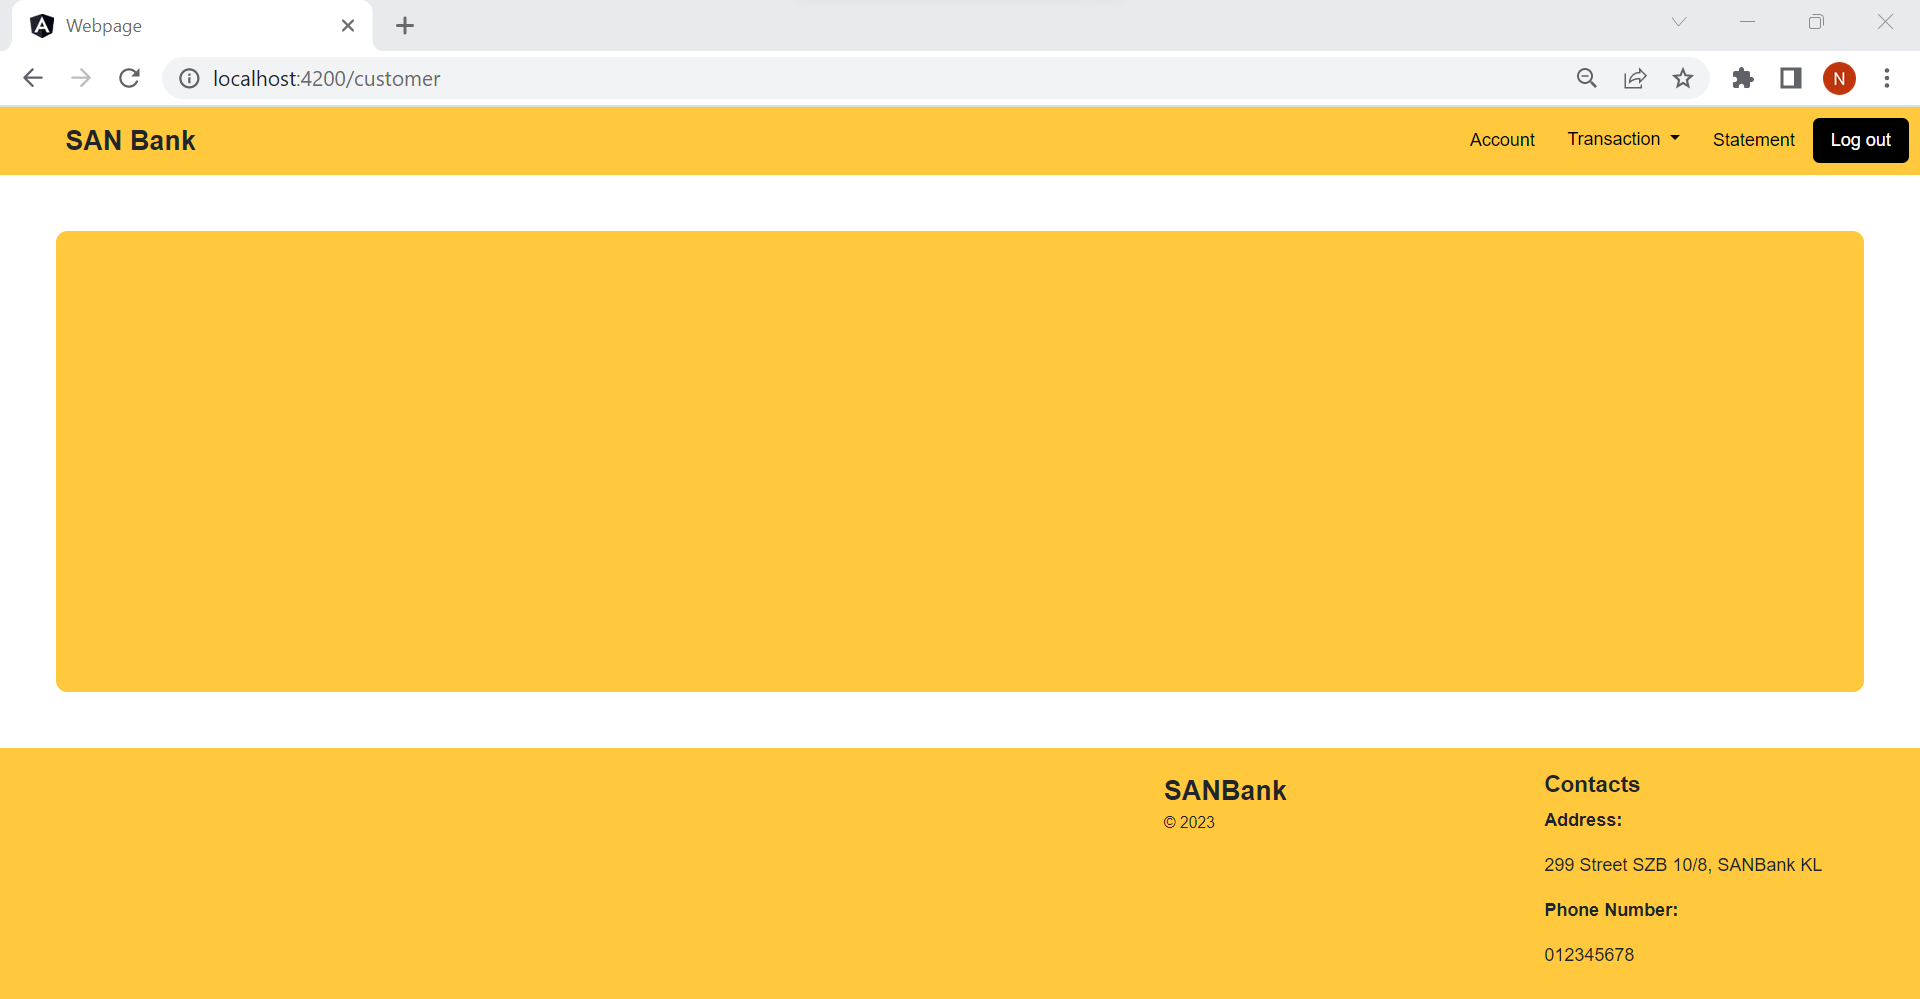 Webpage
localhost:4200/customer
N
SAN Bank
Account
Transaction
Statement
Log out
SANBank
© 2023
Contacts
Address:
299 Street SZB 10/8, SANBank KL
Phone Number:
012345678